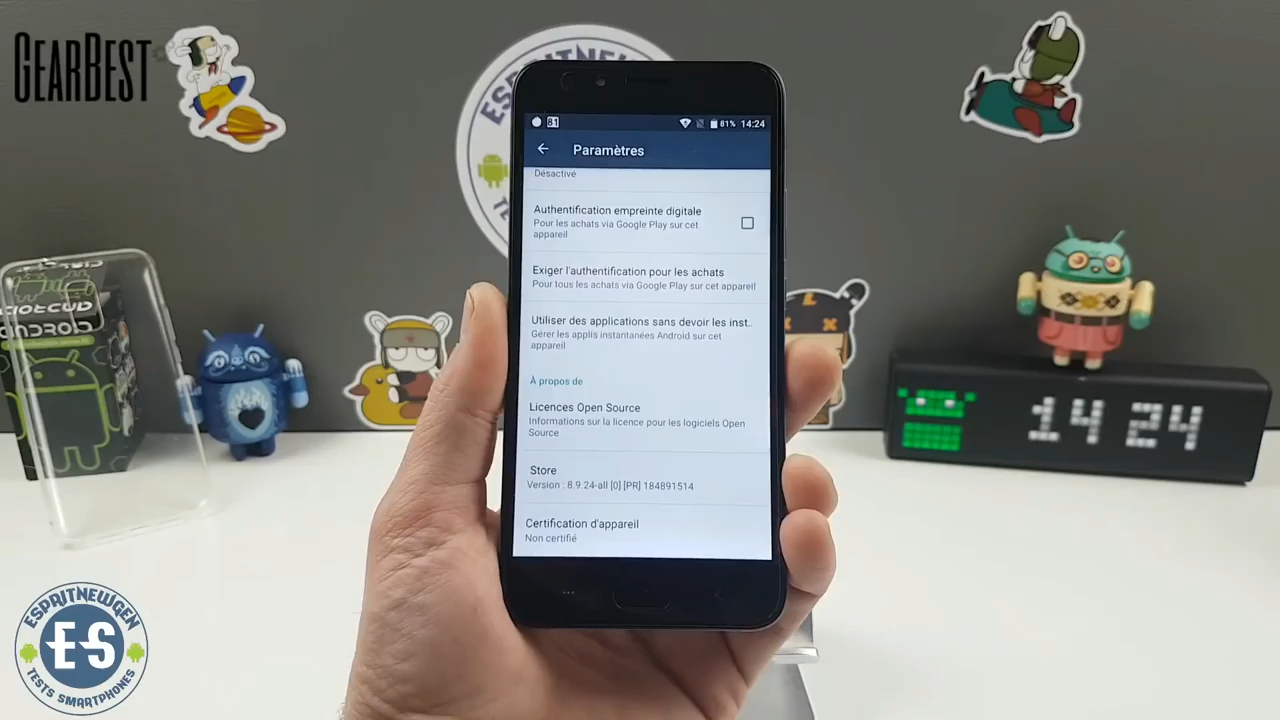 GEARBEST
81% 14:24
Paramètres
Désactivé
Authentification empreinte digitale
Pour les achats via Google Play sur cet
appareil
Exiger l'authentification pour les achats
Pour tous les achats via Google Play sur cet appareil
Utiliser des applications sans devoir les inst..
Gérer les applis instantanées Android sur cet
appareil
À propos de
Licences Open Source
Informations sur la licence pour les logiciels Open
Source
Store
Version : 8.9.24-all [0] [PR] 184891514
Certification d'appareil
Non certifié
ANDROID
14 24
ESPRITNEWGEN
ES
TESTS SMARTPHONES